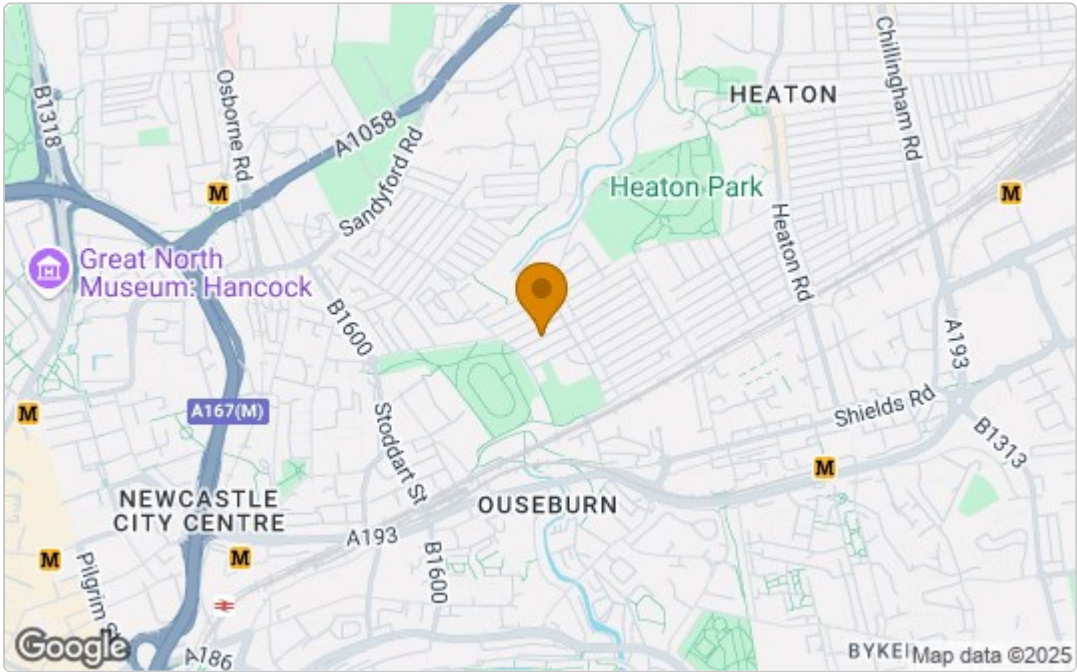 HEATON
Chillingham Rd
B1318
Osborne Rd
A1058
Sandyford Rd
M
M
Heaton Park
Heaton Rd
Great North
Museum: Hancock
B1600
A193
A167(M)
M
Shields Rd
Stoddart St
B1313
M
NEWCASTLE
CITY CENTRE
OUSEBURN
A193
M
M
Pilgrim St
B1600
A186
Google
Map data ©2025